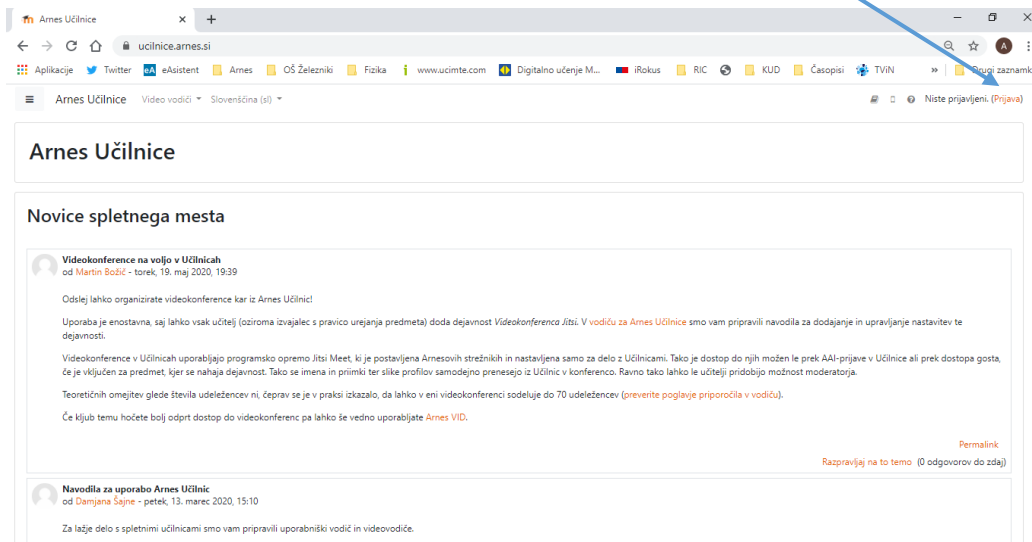 Arnes Učilnice
ucilnice.arnes.si
A
Aplikacije Twitter eA eAsistent Arnes OŠ Železniki Fizika www.ucimte.com Digitalno učenje M... iRokus RIC KUD Časopisi TViN » Drugi zaznamk
Arnes Učilnice Video vodiči Slovenščina (sl) Niste prijavljeni. (Prijava)
Arnes Učilnice
Novice spletnega mesta
Videokonference na voljo v Učilnicah
od Martin Božič - torek, 19. maj 2020, 19:39
Odslej lahko organizirate videokonference kar iz Arnes Učilnic!
Uporaba je enostavna, saj lahko vsak učitelj (oziroma izvajalec s pravico urejanja predmeta) doda dejavnost Videokonferenca Jitsi. V vodiču za Arnes Učilnice smo vam pripravili navodila za dodajanje in upravljanje nastavitev te
dejavnosti.
Videokonference v Učilnicah uporabljajo programsko opremo Jitsi Meet, ki je postavljena Arnesovih strežnikih in nastavljena samo za delo z Učilnicami. Tako je dostop do njih možen le prek AAI-prijave v Učilnice ali prek dostopa gosta,
če je vključen za predmet, kjer se nahaja dejavnost. Tako se imena in priimki ter slike profilov samodejno prenesejo iz Učilnic v konferenco. Ravno tako lahko le učitelji pridobijo možnost moderatorja.
Teoretičnih omejitev glede števila udeležencev ni, čeprav se je v praksi izkazalo, da lahko v eni videokonferenci sodeluje do 70 udeležencev (preverite poglavje priporočila v vodiču).
Če kljub temu hočete bolj odprt dostop do videokonferenc pa lahko še vedno uporabljate Arnes VID.
Permalink
Razpravljaj na to temo (0 odgovorov do zdaj)
Navodila za uporabo Arnes Učilnic
od Damjana Šajne - petek, 13. marec 2020, 15:10
Za lažje delo s spletnimi učilnicami smo vam pripravili uporabniški vodič in videovodiče.